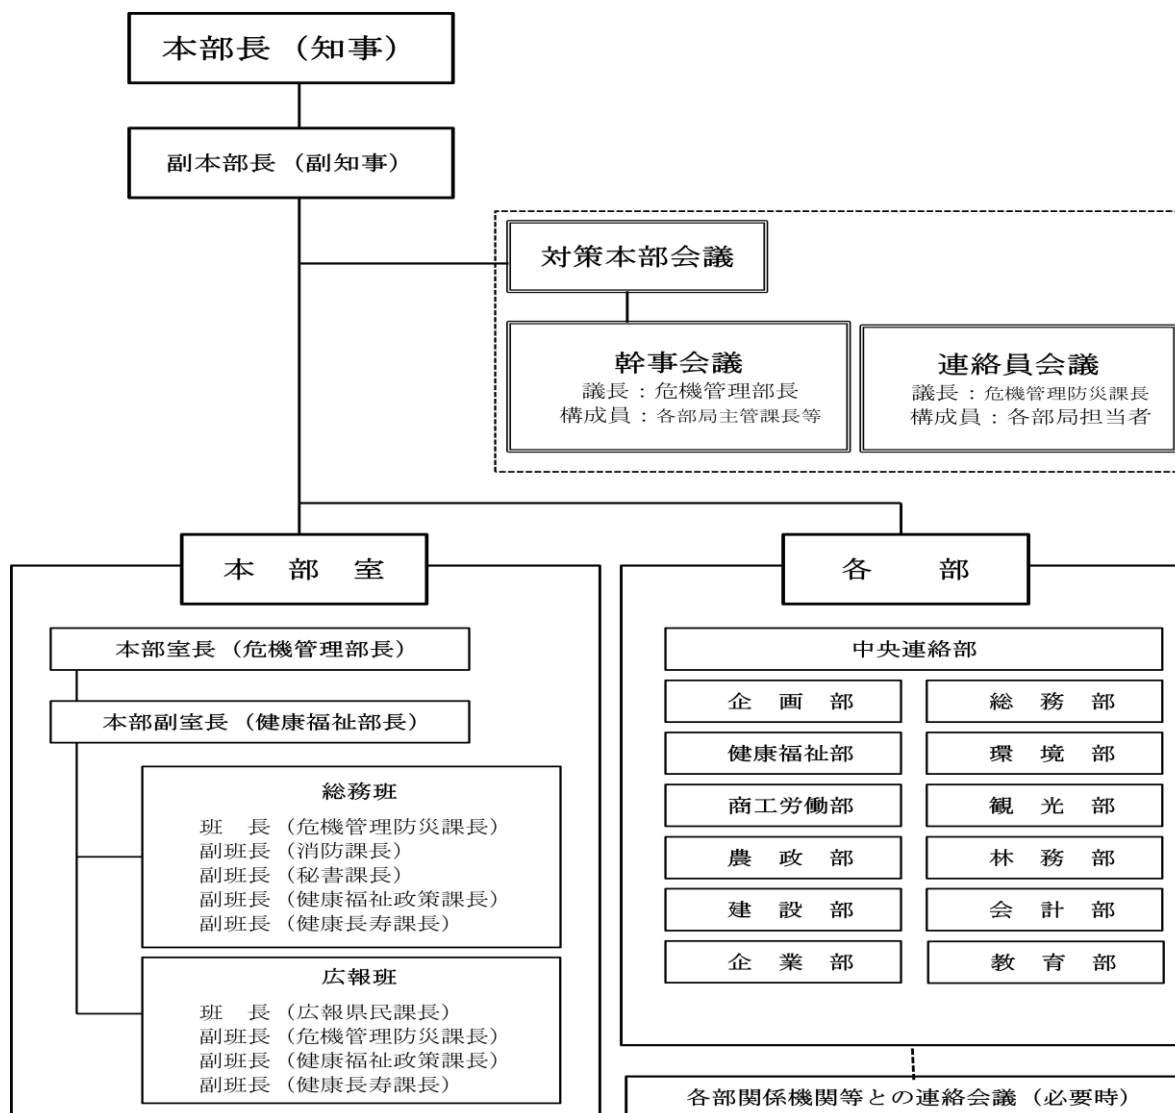 本部長（知事）
副本部長（副知事）
対策本部会議
幹事会議
議長：危機管理部長
構成員：各部局主管課長等
連絡員会議
議長：危機管理防災課長
構成員：各部局担当者
本部室
本部室長（危機管理部長）
本部副室長（健康福祉部長）
総務班
班　長（危機管理防災課長）
副班長（消防課長）
副班長（秘書課長）
副班長（健康福祉政策課長）
副班長（健康長寿課長）
広報班
班　長（広報県民課長）
副班長（危機管理防災課長）
副班長（健康福祉政策課長）
副班長（健康長寿課長）
各部
中央連絡部
企画部
総務部
健康福祉部
環境部
商工労働部
観光部
農政部
林務部
建設部
会計部
企業部
教育部
各部関係機関等との連絡会議（必要時）